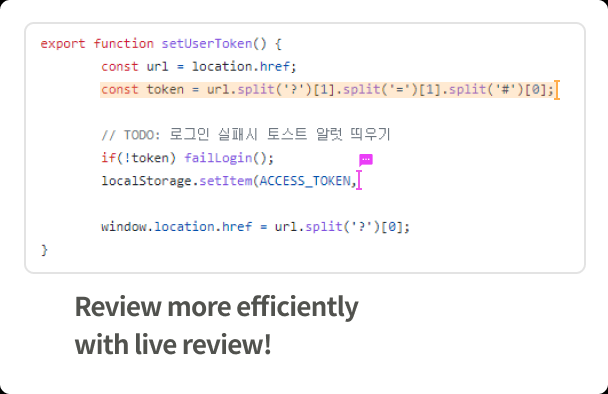 export function setUserToken() {
const url = location.href;
const token = url.split('?')[1].split('=')[1].split('#')[0];
// TODO: 로그인 실패시 토스트 알럿 띄우기
if(!token) failLogin();
localStorage.setItem(ACCESS_TOKEN,
window.location.href = url.split('?')[0];
}
Review more efficiently
with live review!